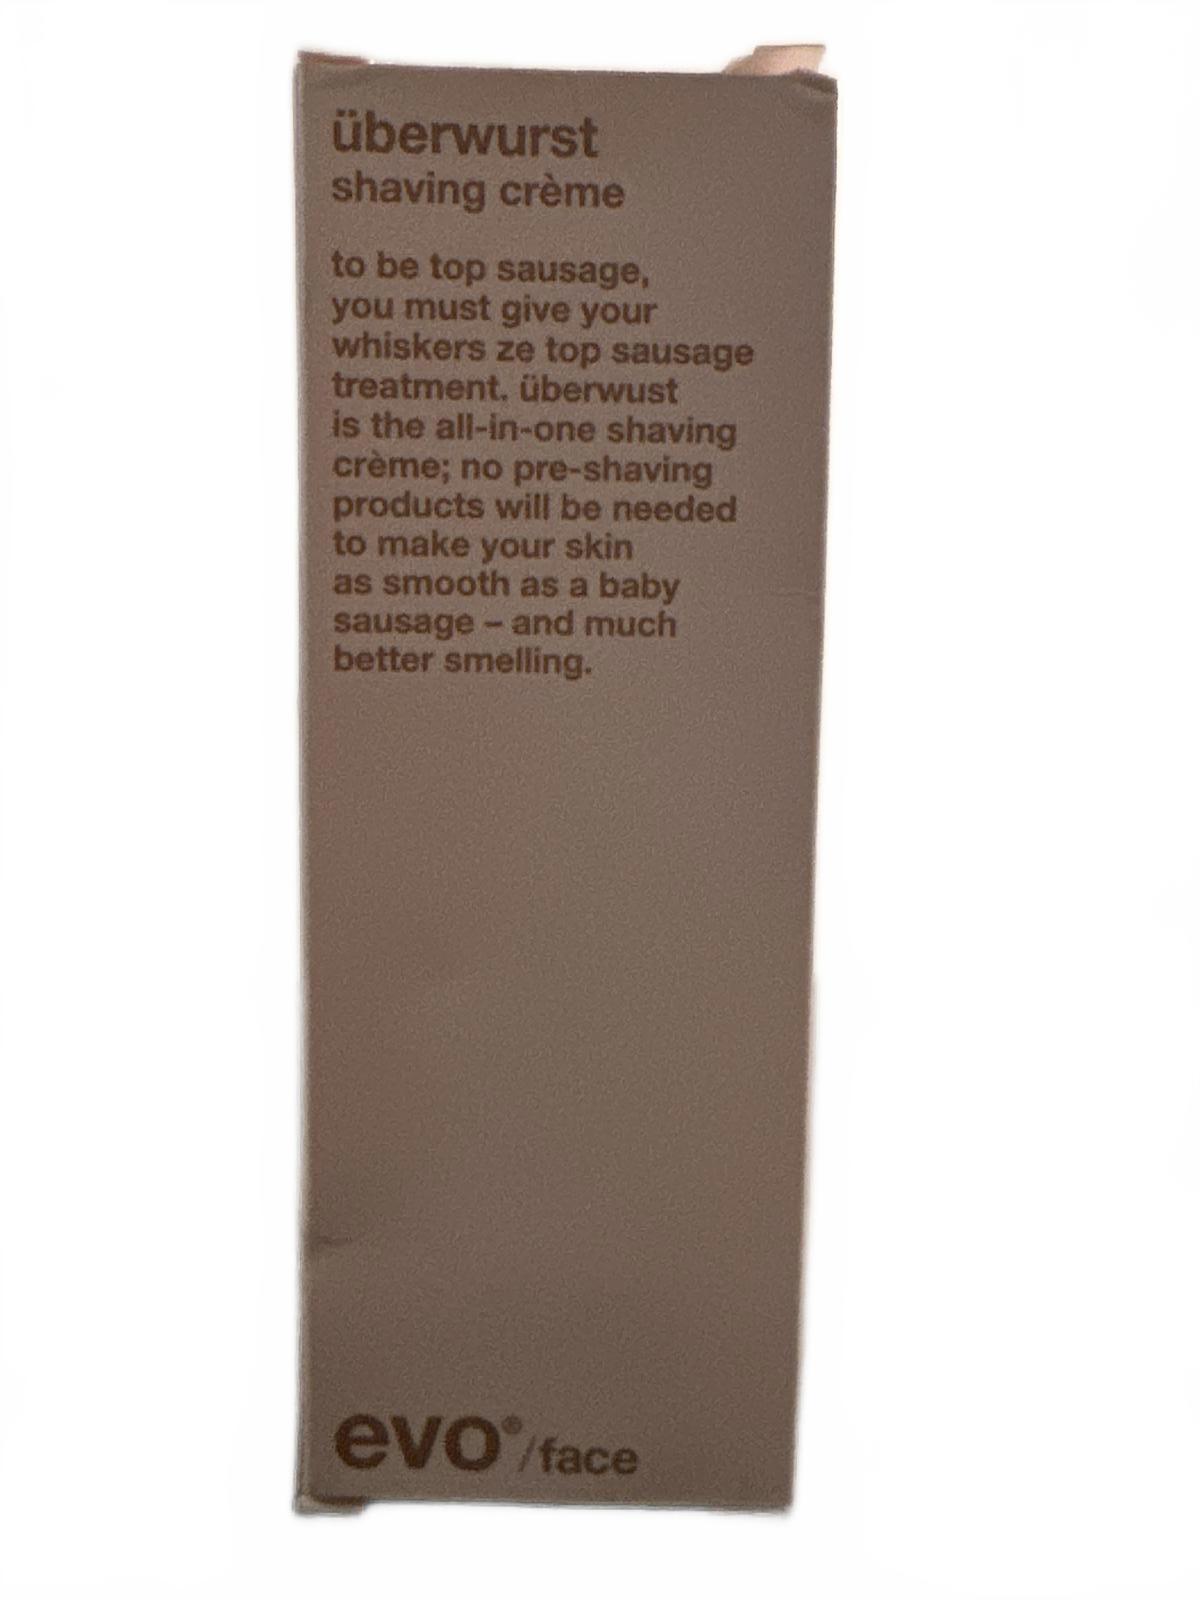 überwurst
shaving crème
to be top sausage,
you must give your
whiskers ze top sausage
treatment. überwust
is the all-in-one shaving
crème; no pre-shaving
products will be needed
to make your skin
as smooth as a baby
sausage – and much
better smelling.
evo®/face